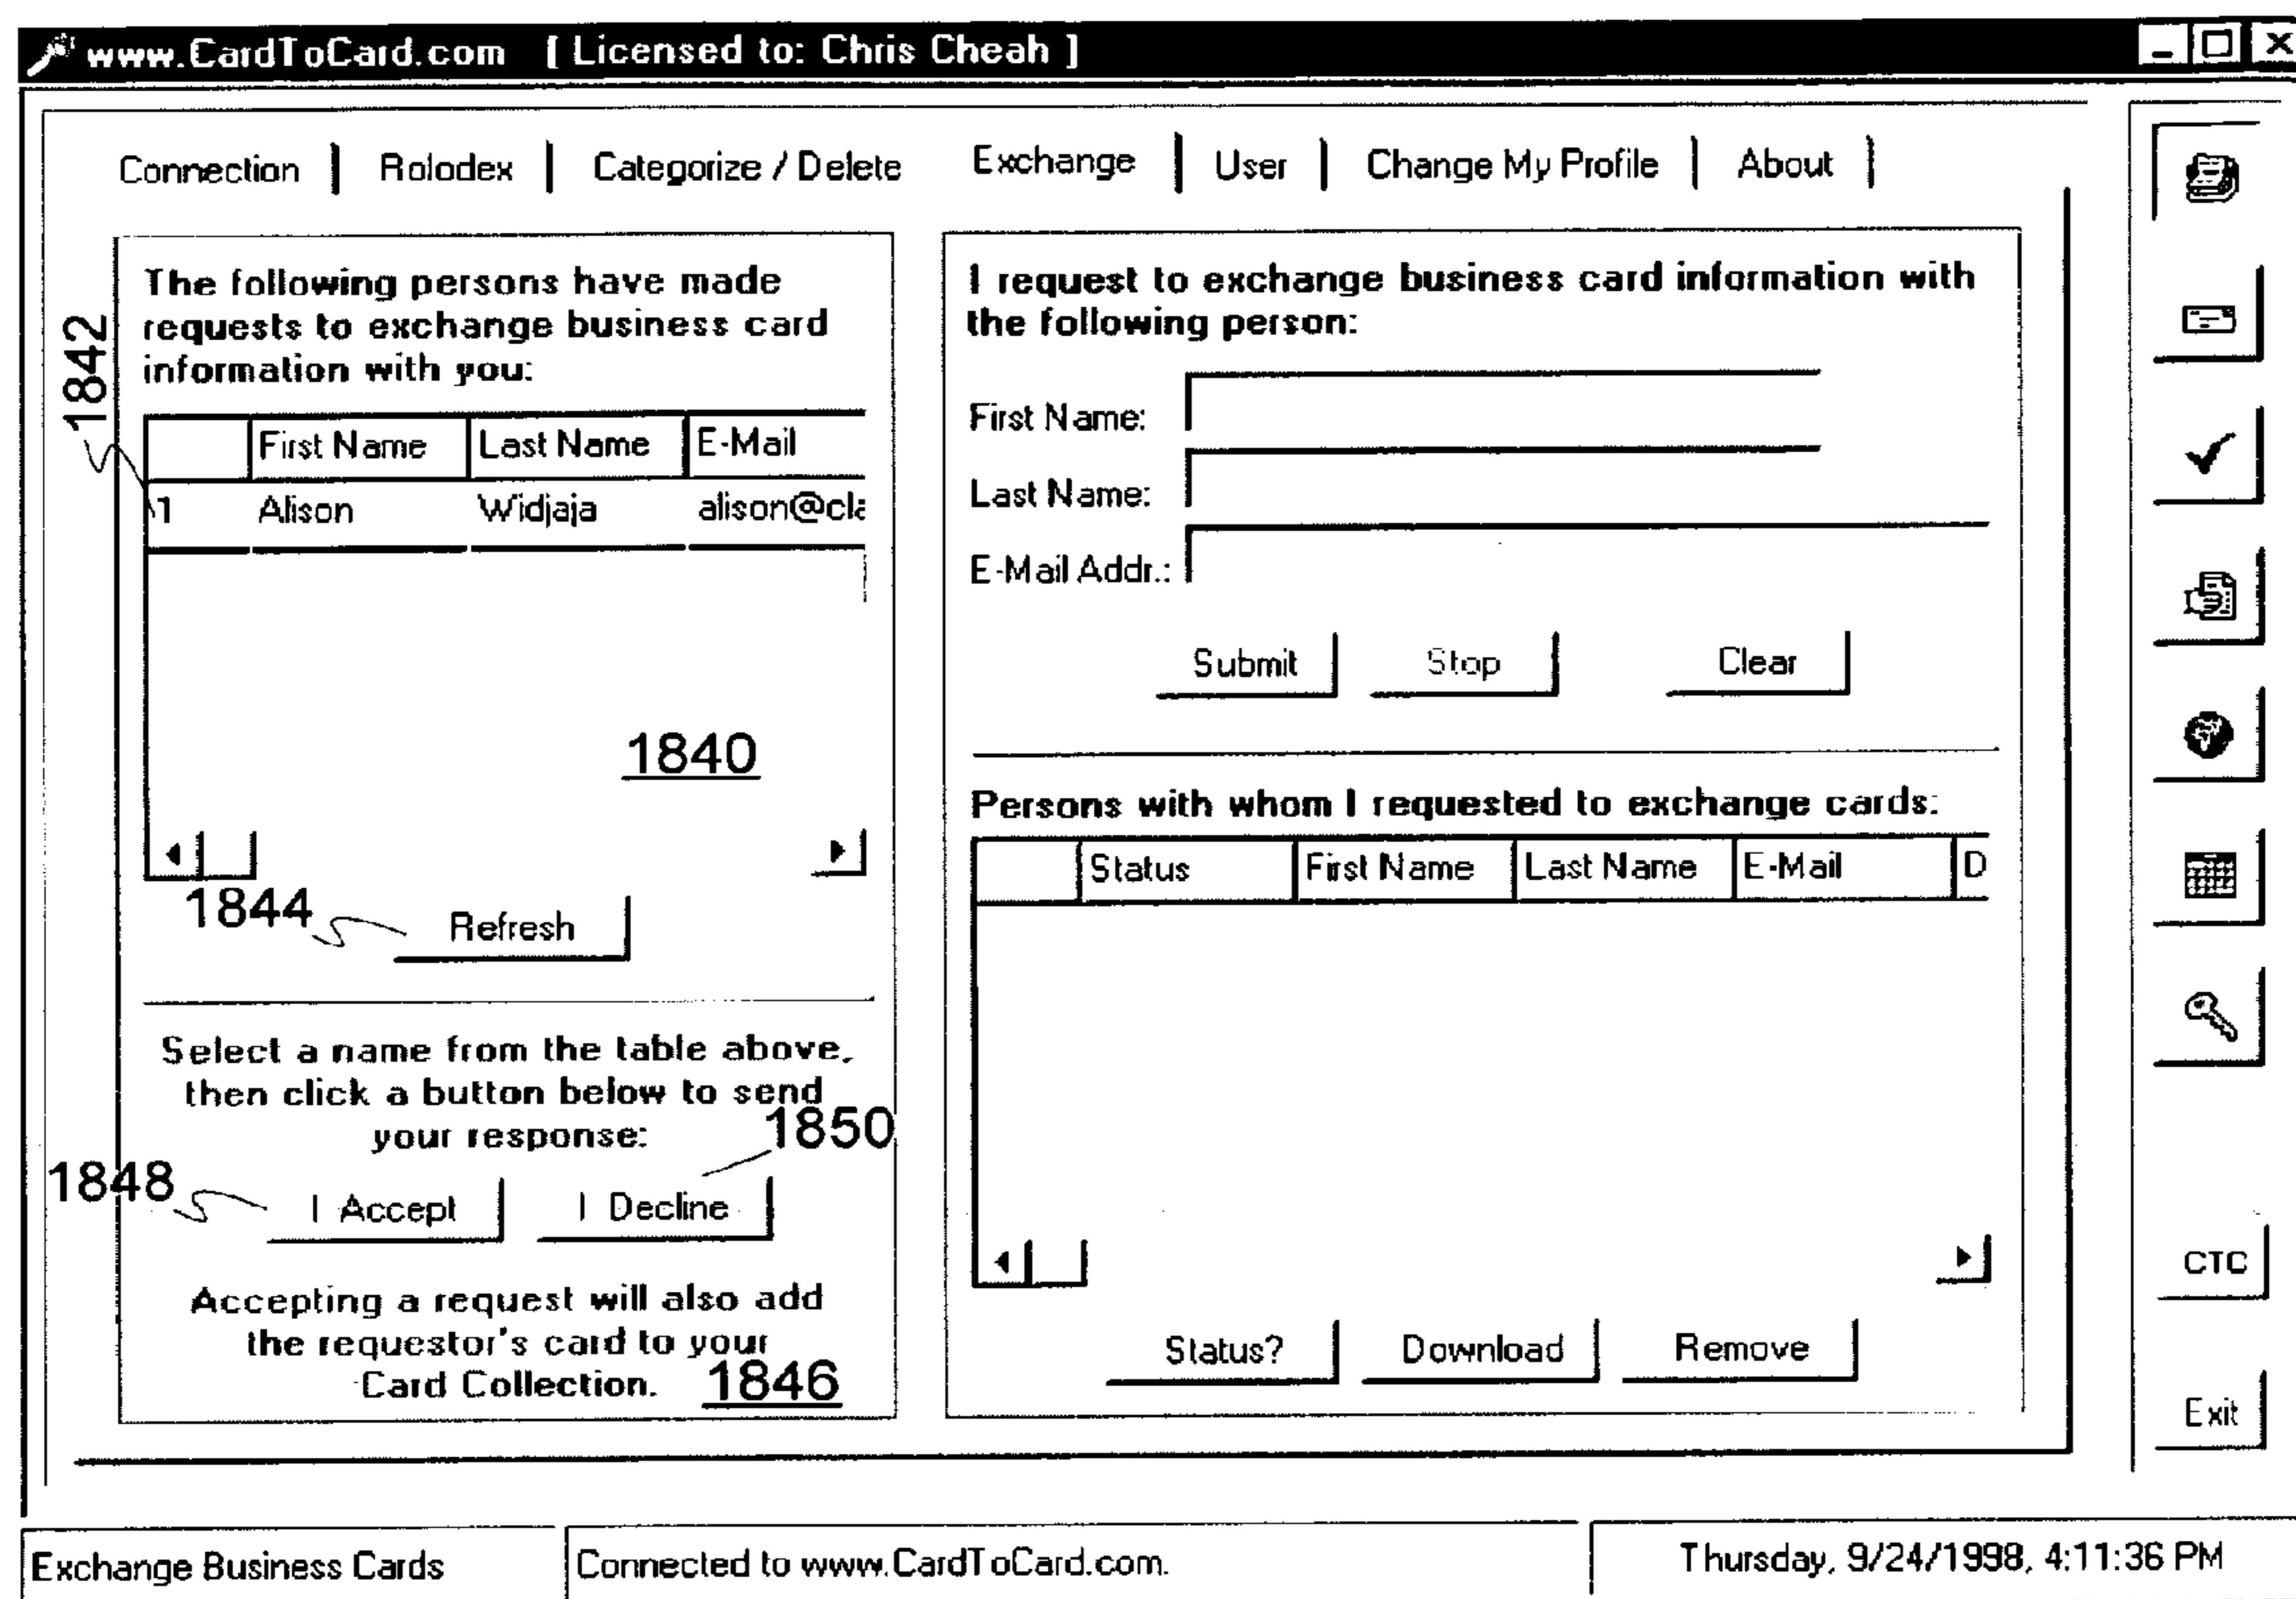 www.CardToCard.com [ Licensed to: Chris Cheah ]
Connection | Rolodex | Categorize / Delete Exchange | User | Change My Profile | About |
The following persons have made
requests to exchange business card
information with you:
1842
First Name Last Name E-Mail
1 Alison Widjaja alison@cla
1840
1844
Refresh
Select a name from the table above,
then click a button below to send
your response:
1850
1848
I Accept I Decline
Accepting a request will also add
the requestor's card to your
Card Collection.
1846
I request to exchange business card information with
the following person:
First Name:
Last Name:
E-Mail Addr.:
Submit Stop Clear
Persons with whom I requested to exchange cards:
Status First Name Last Name E-Mail D
Status? Download Remove
CTC
Exit
Exchange Business Cards Connected to www.CardToCard.com. Thursday, 9/24/1998, 4:11:36 PM